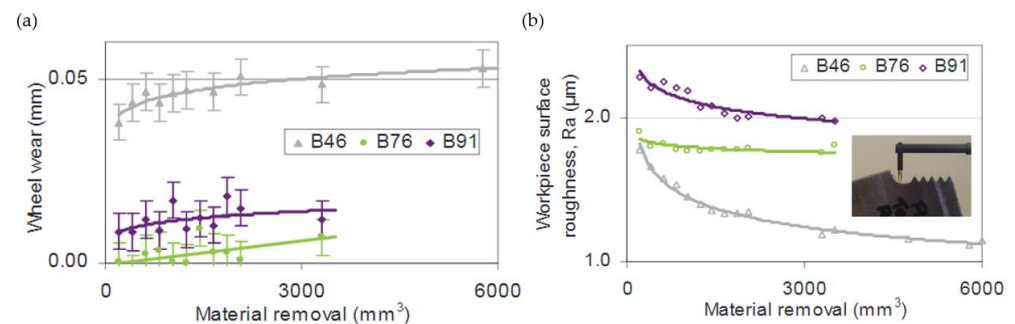 (a)
Wheel wear (mm)
0.05
0.00
B46 B76 B91
0 3000 6000
Material removal (mm³)
(b)
Workpiece surface
roughness, Ra (µm)
2.0
1.0
B46 B76 B91
0 3000 6000
Material removal (mm³)